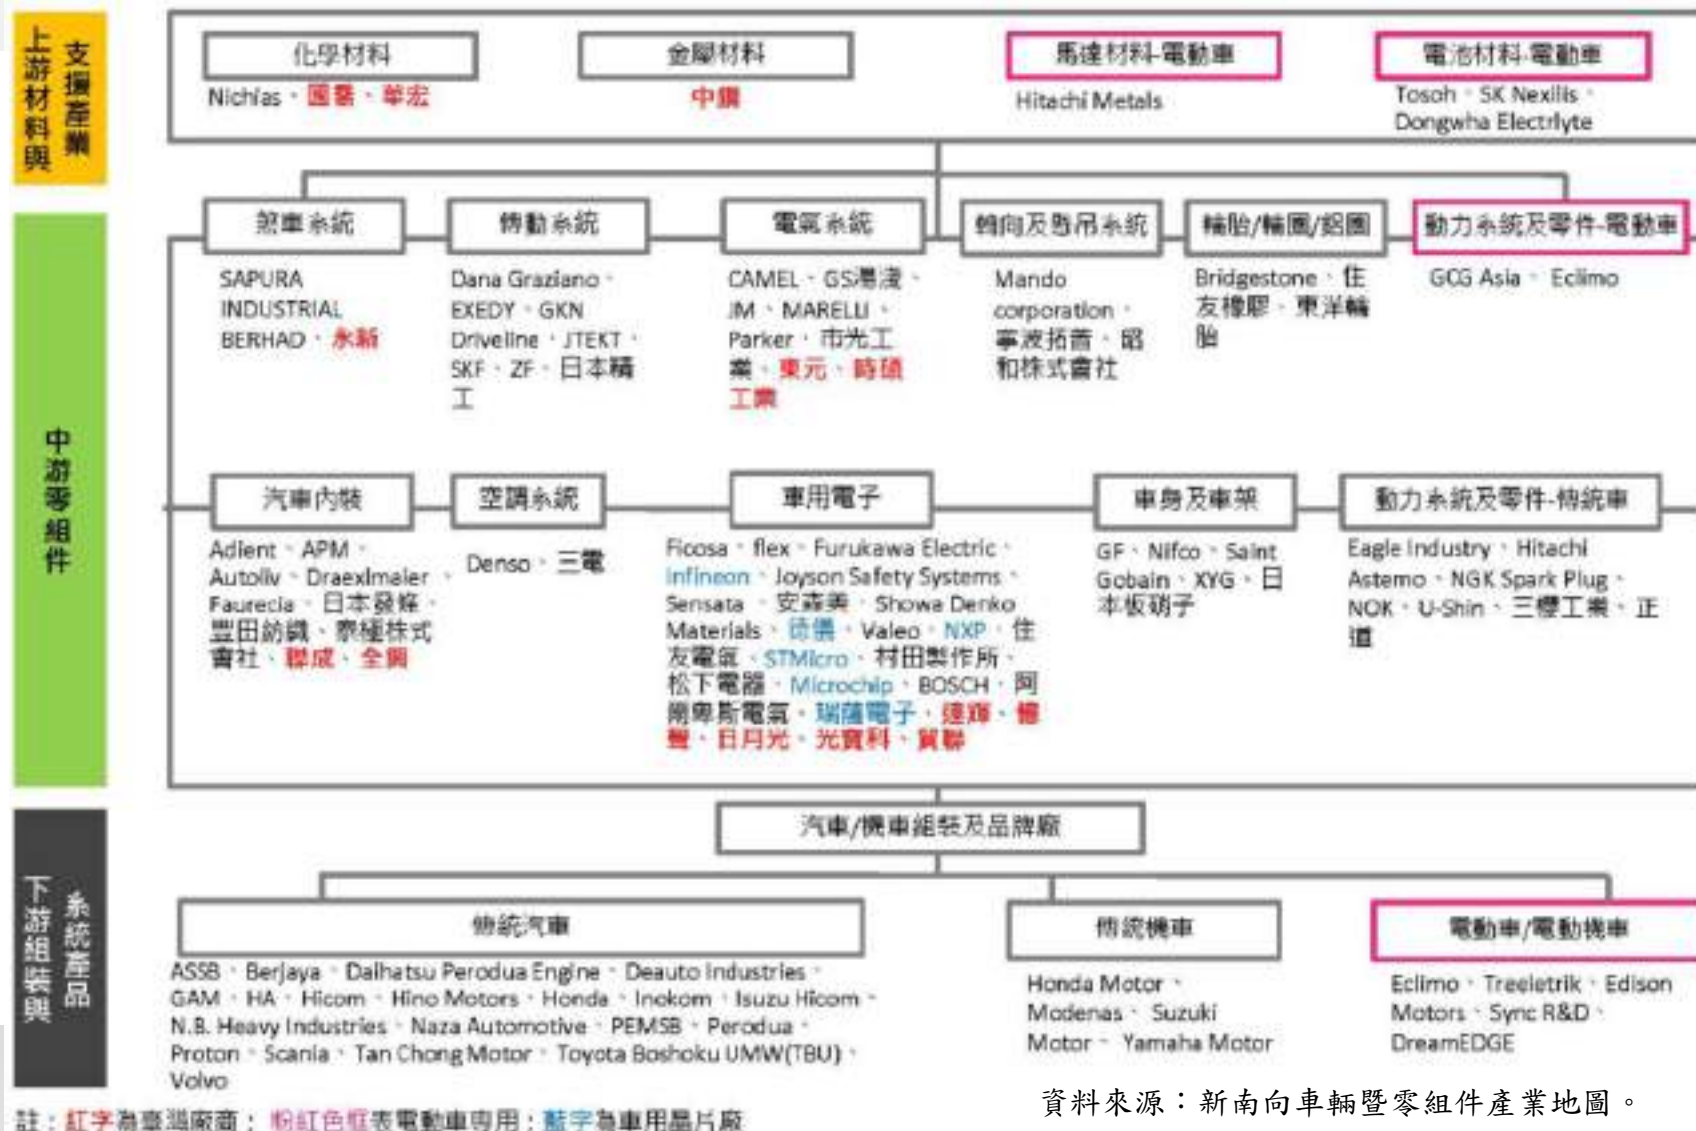 上游材料與
支援產業
化學材料
Nichias、國喬、華宏
金屬材料
中鋼
馬達材料-電動車
Hitachi Metals
電池材料-電動車
Tosoh、SK Nexilis、
Dongwha Electrlyte
中游零組件
煞車系統
SAPURA
INDUSTRIAL
BERHAD、永新
傳動系統
Dana Graziano、
EXEDY、GKN
Driveline、JTEKT、
SKF、ZF、日本精
工
電氣系統
CAMEL、GS湯淺、
JM、MARELLI、
Parker、市光工
業、東元、時碩
工業
轉向及懸吊系統
Mando
corporation、
寧波拓普、昭
和株式會社
輪胎/輪圈/鋁圈
Bridgestone、住
友橡膠、東洋輪
胎
動力系統及零件-電動車
GCG Asia、Eclimo
汽車內裝
Adient、APM、
Autoliv、Draexlmaier、
Faurecia、日本發條、
豐田紡織、泰極株式
會社、聯成、全興
空調系統
Denso、三電
車用電子
Ficosa、flex、Furukawa Electric、
Infineon、Joyson Safety Systems、
Sensata、安森美、Showa Denko
Materials、德儀、Valeo、NXP、住
友電氣、STMicro、村田製作所、
松下電器、Microchip、BOSCH、阿
爾卑斯電氣、瑞薩電子、達輝、憶
聲、日月光、光寶科、貿聯
車身及車架
GF、Nifco、Saint
Gobain、XYG、日
本板硝子
動力系統及零件-傳統車
Eagle Industry、Hitachi
Astemo、NGK Spark Plug、
NOK、U-Shin、三櫻工業、正
道
下游組裝與
系統產品
汽車/機車組裝及品牌廠
傳統汽車
ASSB、Berjaya、Daihatsu Perodua Engine、Deauto Industries、
GAM、HA、Hicom、Hino Motors、Honda、Inokom、Isuzu Hicom、
N.B. Heavy Industries、Naza Automotive、PEMSB、Perodua、
Proton、Scania、Tan Chong Motor、Toyota Boshoku UMW(TBU)、
Volvo
傳統機車
Honda Motor、
Modenas、Suzuki
Motor、Yamaha Motor
電動車/電動機車
Eclimo、Treeletrik、Edison
Motors、Sync R&D、
DreamEDGE
資料來源：新南向車輛暨零組件產業地圖。
註：紅字為臺灣廠商；粉紅色框表電動車專用；藍字為車用晶片廠